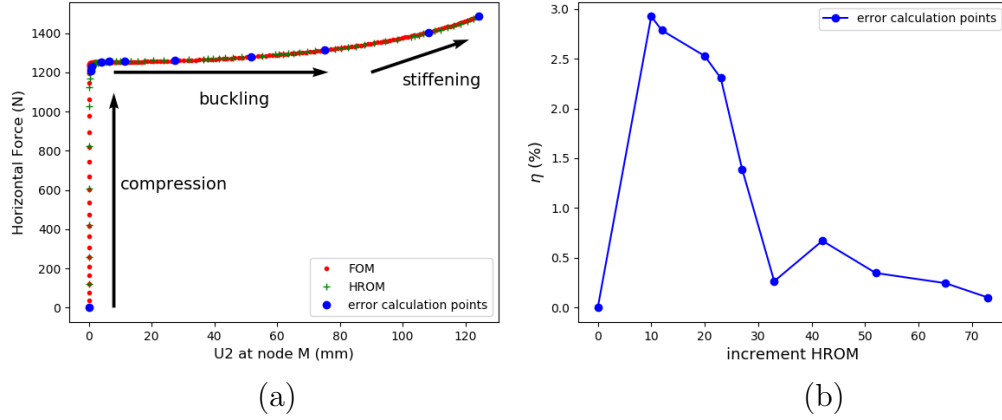 1400
1200
1000
800
600
400
200
0
Horizontal Force (N)
buckling
stiffening
compression
FOM
HROM
error calculation points
0 20 40 60 80 100 120
U2 at node M (mm)
(a)
3.0
2.5
2.0
1.5
1.0
0.5
0.0
η (%)
error calculation points
0 10 20 30 40 50 60 70
increment HROM
(b)